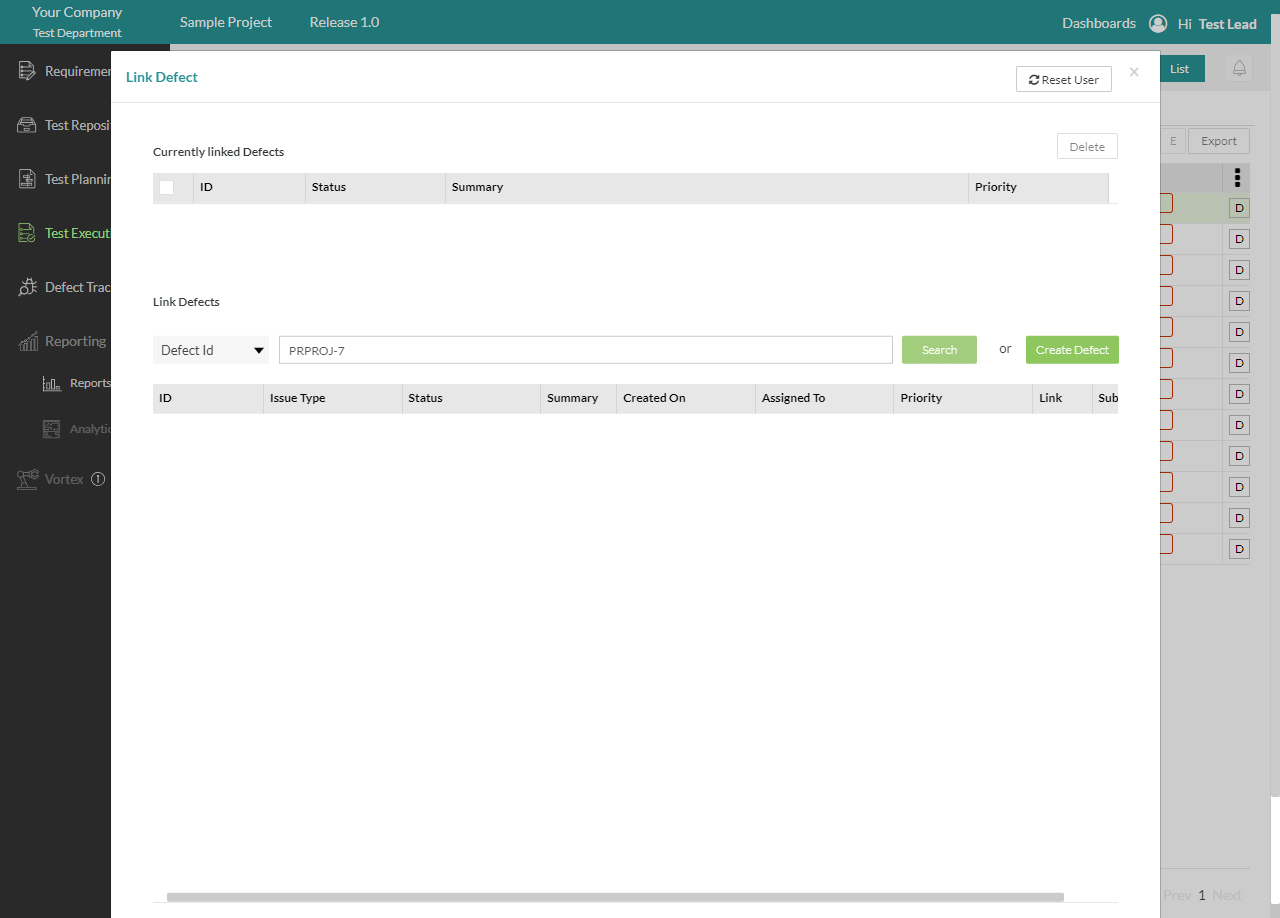 Your Company
Test Department
Sample Project
Release 1.0
Dashboards
Hi Test Lead
Requiremen
Test Reposi
Test Plannin
Test Executi
Defect Trac
Reporting
Reports
Analytic
Vortex
Link Defect
Reset User
×
List
E
Export
Currently linked Defects
Delete
ID Status Summary Priority
Link Defects
Defect Id
PRPROJ-7
Search
or
Create Defect
ID Issue Type Status Summary Created On Assigned To Priority Link Sub
D
D
D
D
D
D
D
D
D
D
D
D
Prev 1 Next